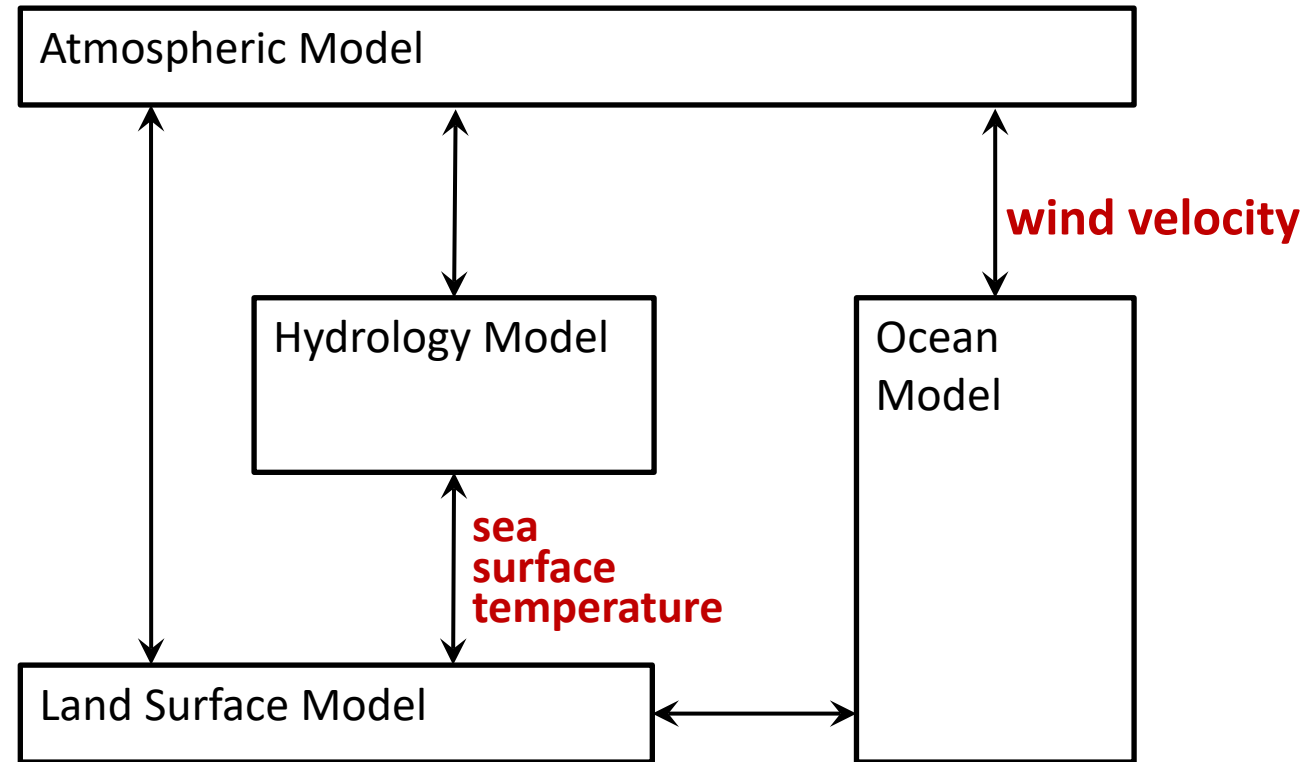 Atmospheric Model
wind velocity
Hydrology Model
Ocean
Model
sea
surface
temperature
Land Surface Model